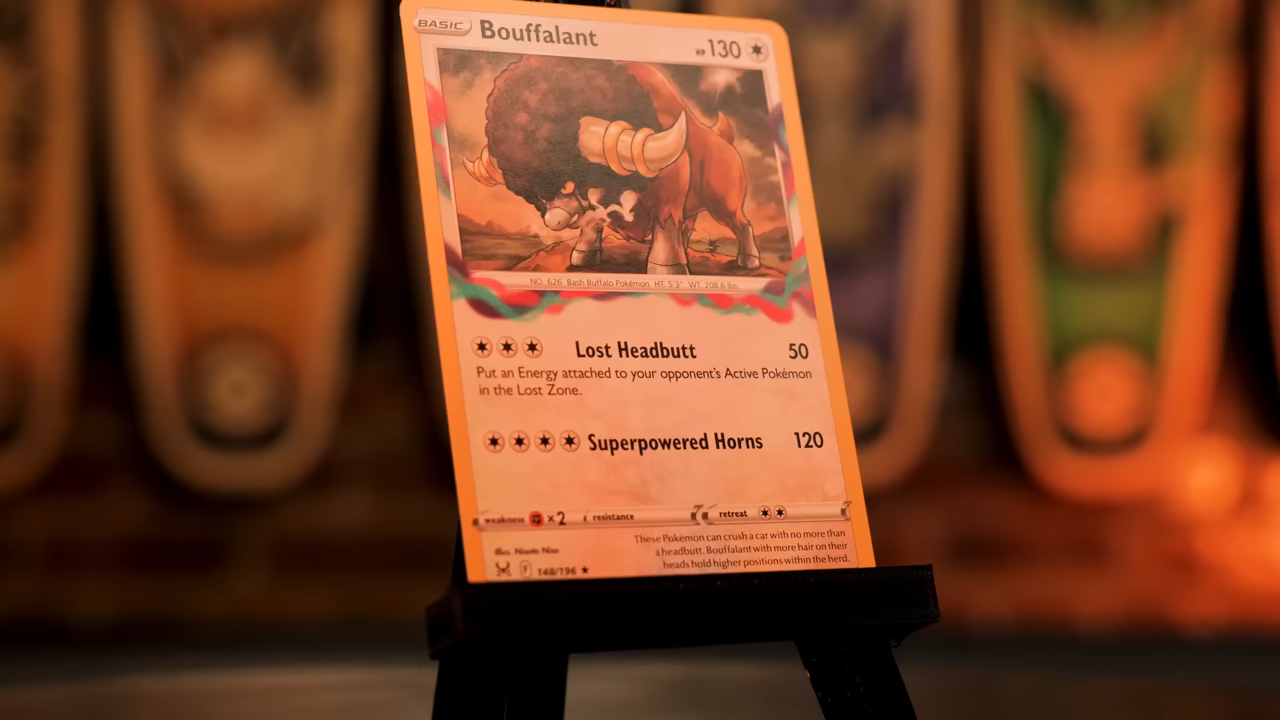 BASIC Bouffalant HP 130
NO. 626 Bash Buffalo Pokémon HT: 5'3" WT: 208.6 lbs.
Lost Headbutt 50
Put an Energy attached to your opponent's Active Pokémon
in the Lost Zone.
Superpowered Horns 120
weakness ×2 resistance retreat
These Pokémon can crush a car with no more than
a headbutt. Bouffalant with more hair on their
heads hold higher positions within the herd.
Illus.
F 148/196 ★